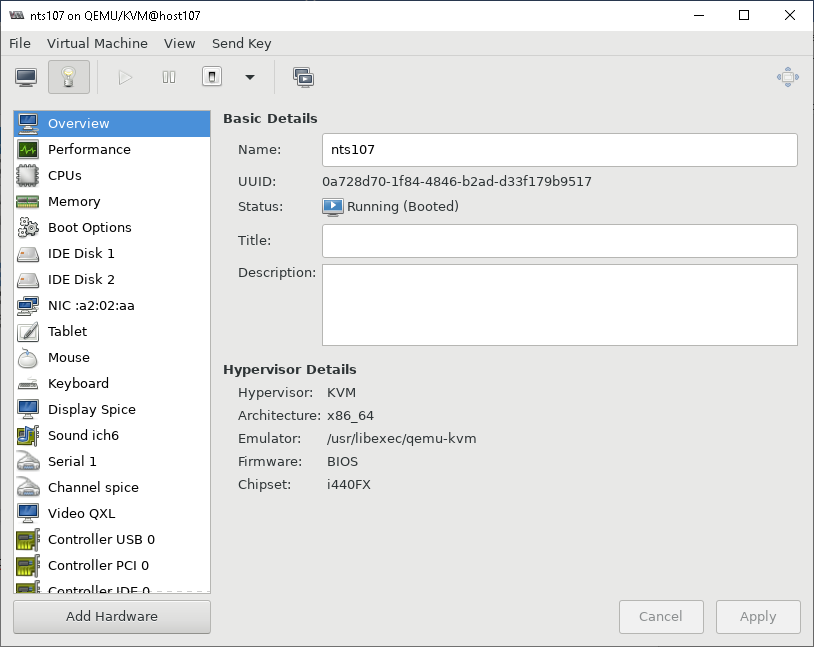 nts107 on QEMU/KVM@host107
File Virtual Machine View Send Key
Overview
Performance
CPUs
Memory
Boot Options
IDE Disk 1
IDE Disk 2
NIC :a2:02:aa
Tablet
Mouse
Keyboard
Display Spice
Sound ich6
Serial 1
Channel spice
Video QXL
Controller USB 0
Controller PCI 0
Controller IDE 0
Add Hardware
Basic Details
Name: nts107
UUID: 0a728d70-1f84-4846-b2ad-d33f179b9517
Status: Running (Booted)
Title:
Description:
Hypervisor Details
Hypervisor: KVM
Architecture: x86_64
Emulator: /usr/libexec/qemu-kvm
Firmware: BIOS
Chipset: i440FX
Cancel Apply